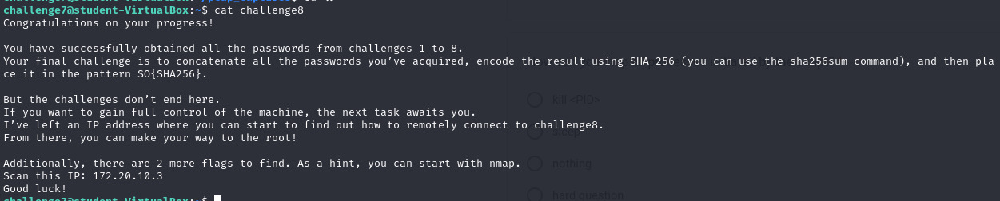 challenge7@student-VirtualBox:~$ cat challenge8
Congratulations on your progress!
You have successfully obtained all the passwords from challenges 1 to 8.
Your final challenge is to concatenate all the passwords you’ve acquired, encode the result using SHA-256 (you can use the sha256sum command), and then pla
ce it in the pattern SO{SHA256}.
But the challenges don’t end here.
kill <PID>
If you want to gain full control of the machine, the next task awaits you.
I’ve left an IP address where you can start to find out how to remotely connect to challenge8.
sleep
From there, you can make your way to the root!
Additionally, there are 2 more flags to find. As a hint, you can start with nmap.
nothing
Scan this IP: 172.20.10.3
Good luck!
hard question
challenge7@student-VirtualBox:~$